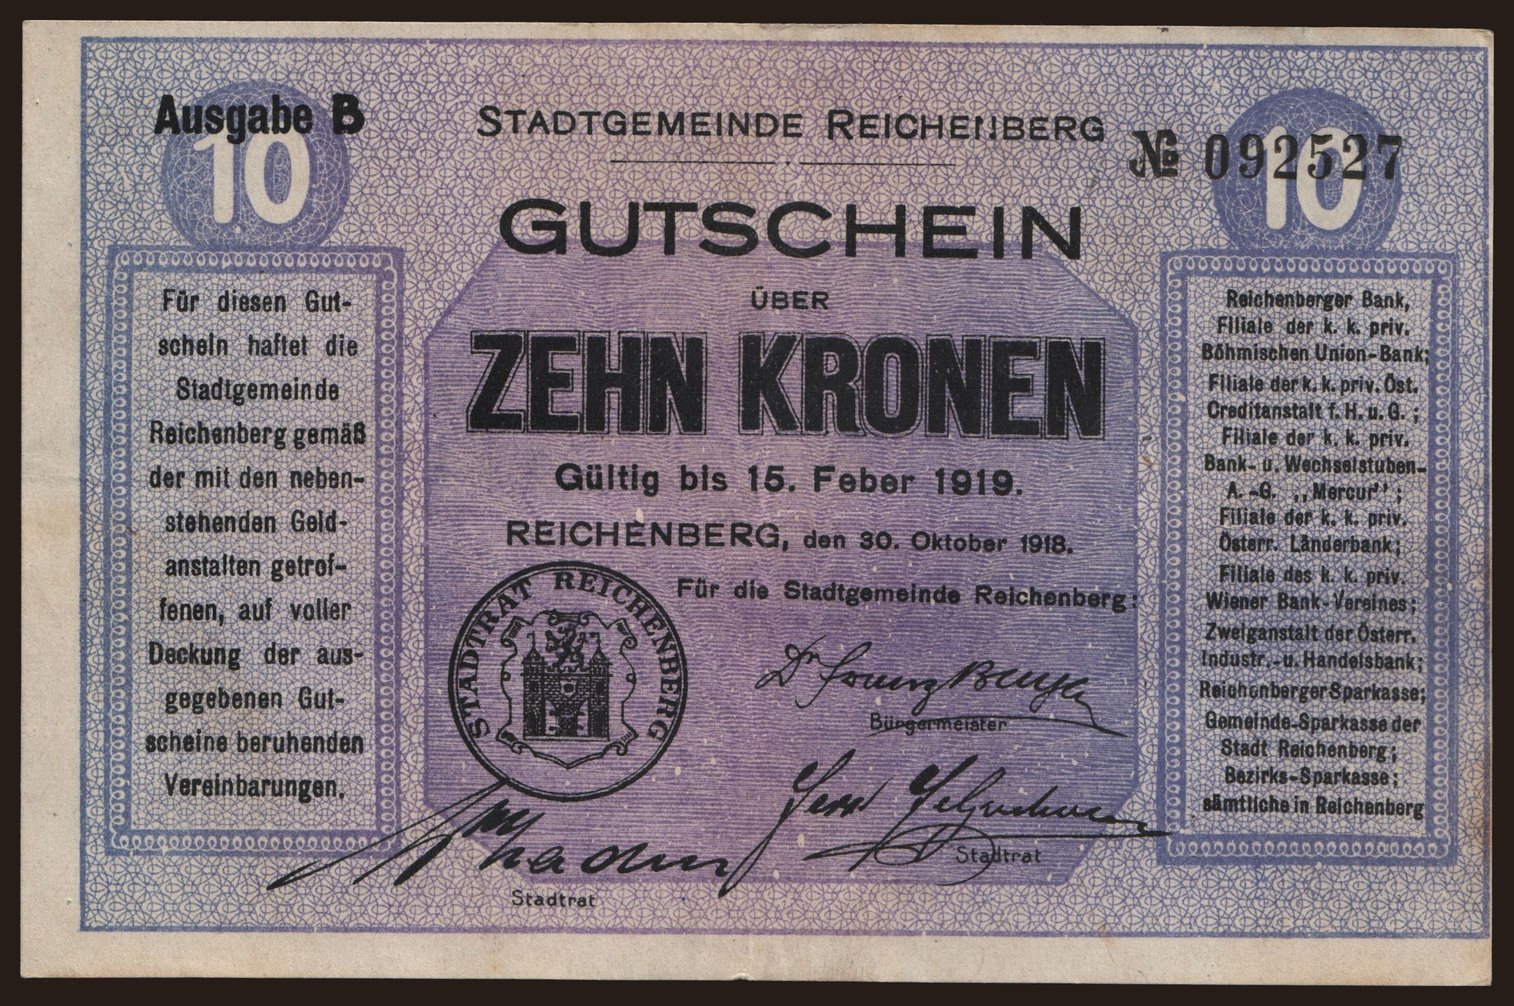 Ausgabe B
10
STADTGEMEINDE REICHENBERG
№ 092527
10
GUTSCHEIN
ÜBER
ZEHN KRONEN
Gültig bis 15. Feber 1919.
REICHENBERG, den 30. Oktober 1918.
Für die Stadtgemeinde Reichenberg:
STADTRAT REICHENBERG
Dr Franz
Bürgermeister
Stadtrat
Stadtrat
Für diesen Gut-
schein haftet die
Stadtgemeinde
Reichenberg gemäß
der mit den neben-
stehenden Geld-
anstalten getrof-
fenen, auf voller
Deckung der aus-
gegebenen Gut-
scheine beruhenden
Vereinbarungen.
Reichenberger Bank,
Filiale der k. k. priv.
Böhmischen Union-Bank;
Filiale der k. k. priv. Öst.
Creditanstalt f. H. u. G. ;
Filiale der k. k. priv.
Bank- u. Wechselstuben-
A.-G. ,,Mercur'' ;
Filiale der k. k. priv.
Österr. Länderbank;
Filiale des k. k. priv.
Wiener Bank-Vereines;
Zweiganstalt der Österr.
Industr.- u. Handelsbank;
Reichenberger Sparkasse;
Gemeinde-Sparkasse der
Stadt Reichenberg;
Bezirks-Sparkasse;
sämtliche in Reichenberg